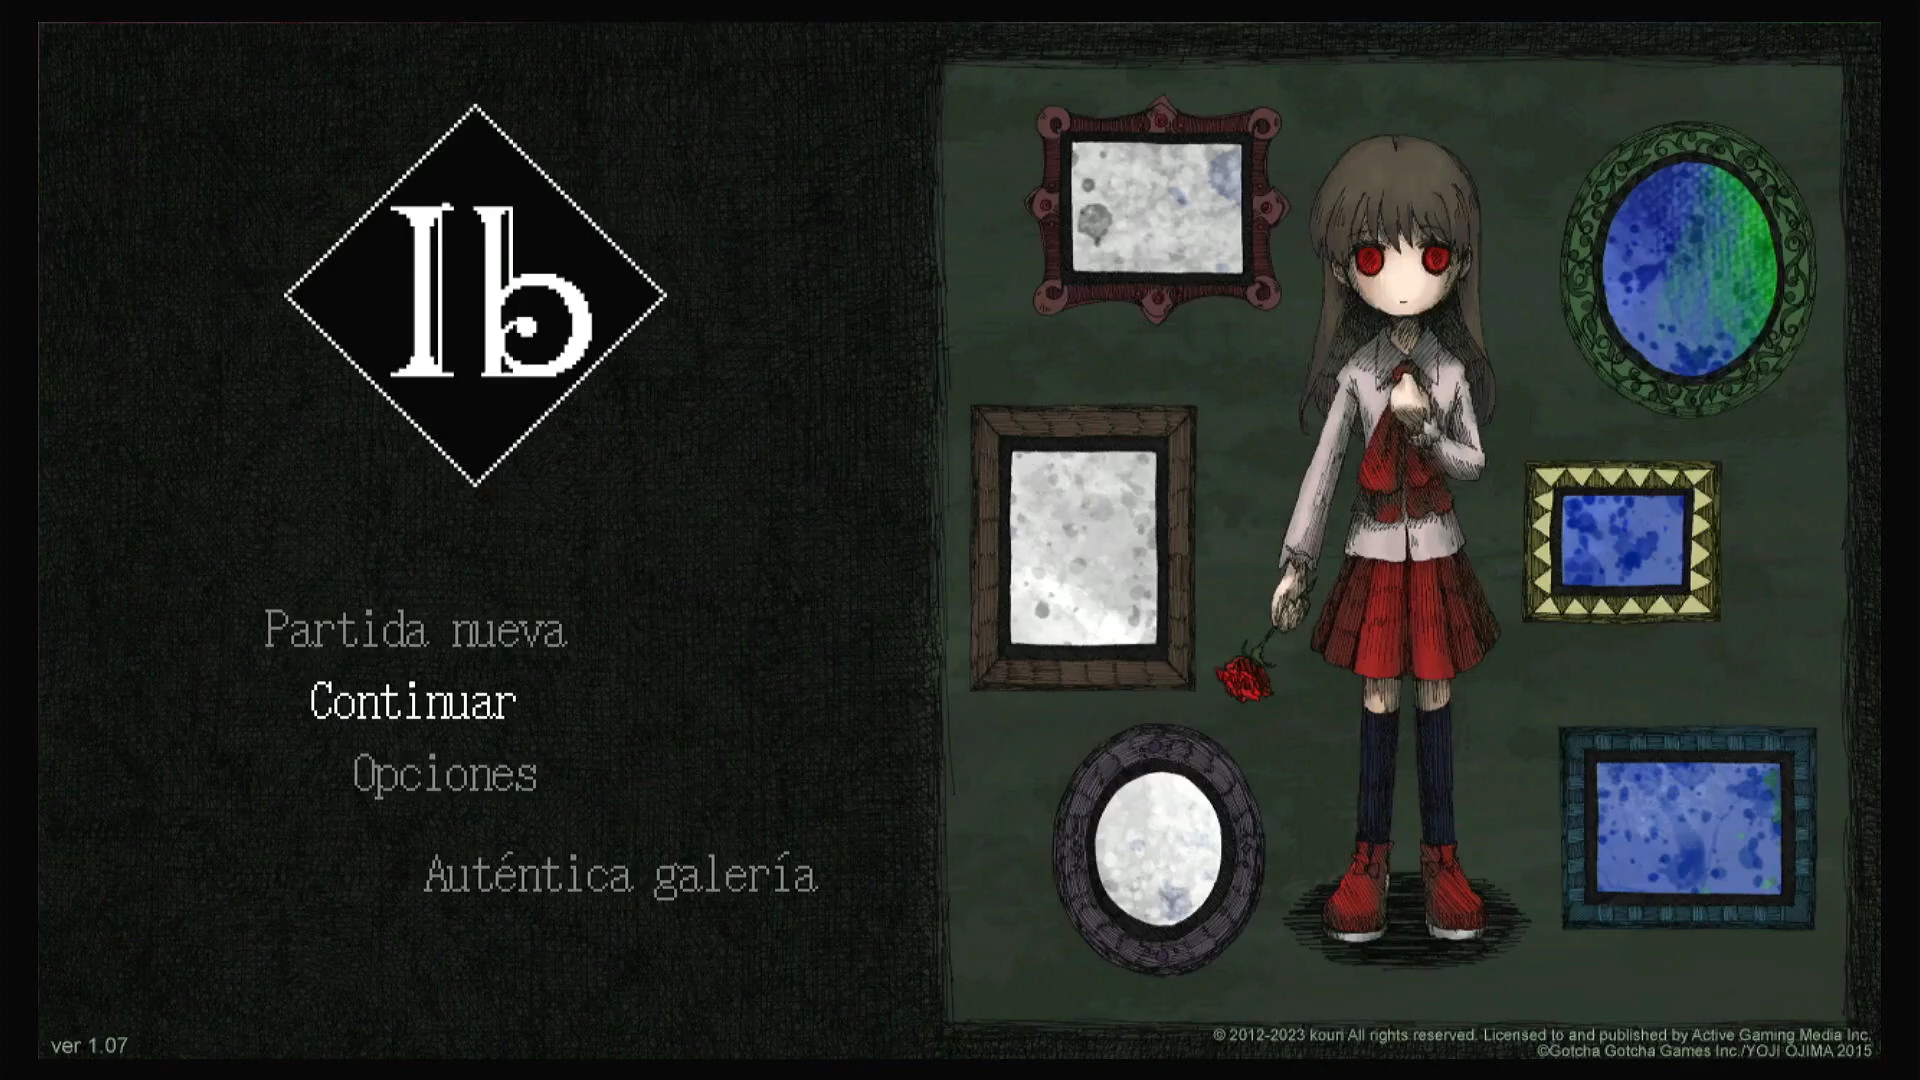 Ib
Partida nueva
Continuar
Opciones
Auténtica galería
ver 1.07
© 2012-2023 kouri All rights reserved. Licensed to and published by Active Gaming Media Inc.
©Gotcha Gotcha Games Inc./YOJI OJIMA 2015